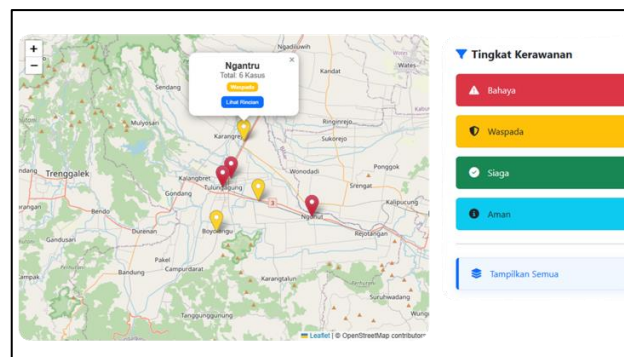 +
−
Ngantru
×
Total: 6 Kasus
Waspada
Lihat Rincian
Ngadiluwih
Kandat
Wates
Sendang
Mulyosari
Karangrejo
Ringinrejo
Sukorejo
Trenggalek
Kalangbret
Wonodadi
Ponggok
Tulungagung
Srengat
Gondang
Kalipucung
Bendo
3
Ngunut
Durenan
Boyolangu
Rejotangan
Gandusari
Pakel
Bandung
Campurdarat
Karangtalun
Suruhwadang
Tanggunggunung
Leaflet | © OpenStreetMap contributors
Tingkat Kerawanan
Bahaya
Waspada
Siaga
Aman
Tampilkan Semua